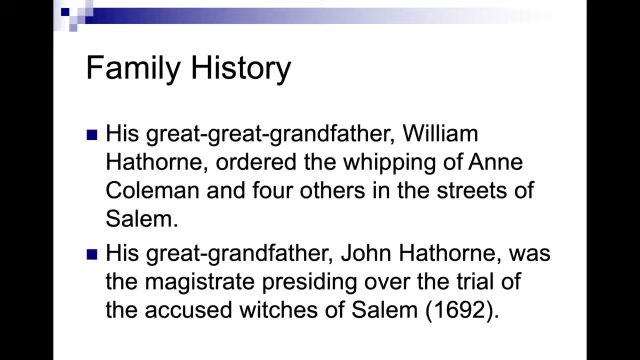 Family History
His great-great-grandfather, William
Hathorne, ordered the whipping of Anne
Coleman and four others in the streets of
Salem.
His great-grandfather, John Hathorne, was
the magistrate presiding over the trial of
the accused witches of Salem (1692).